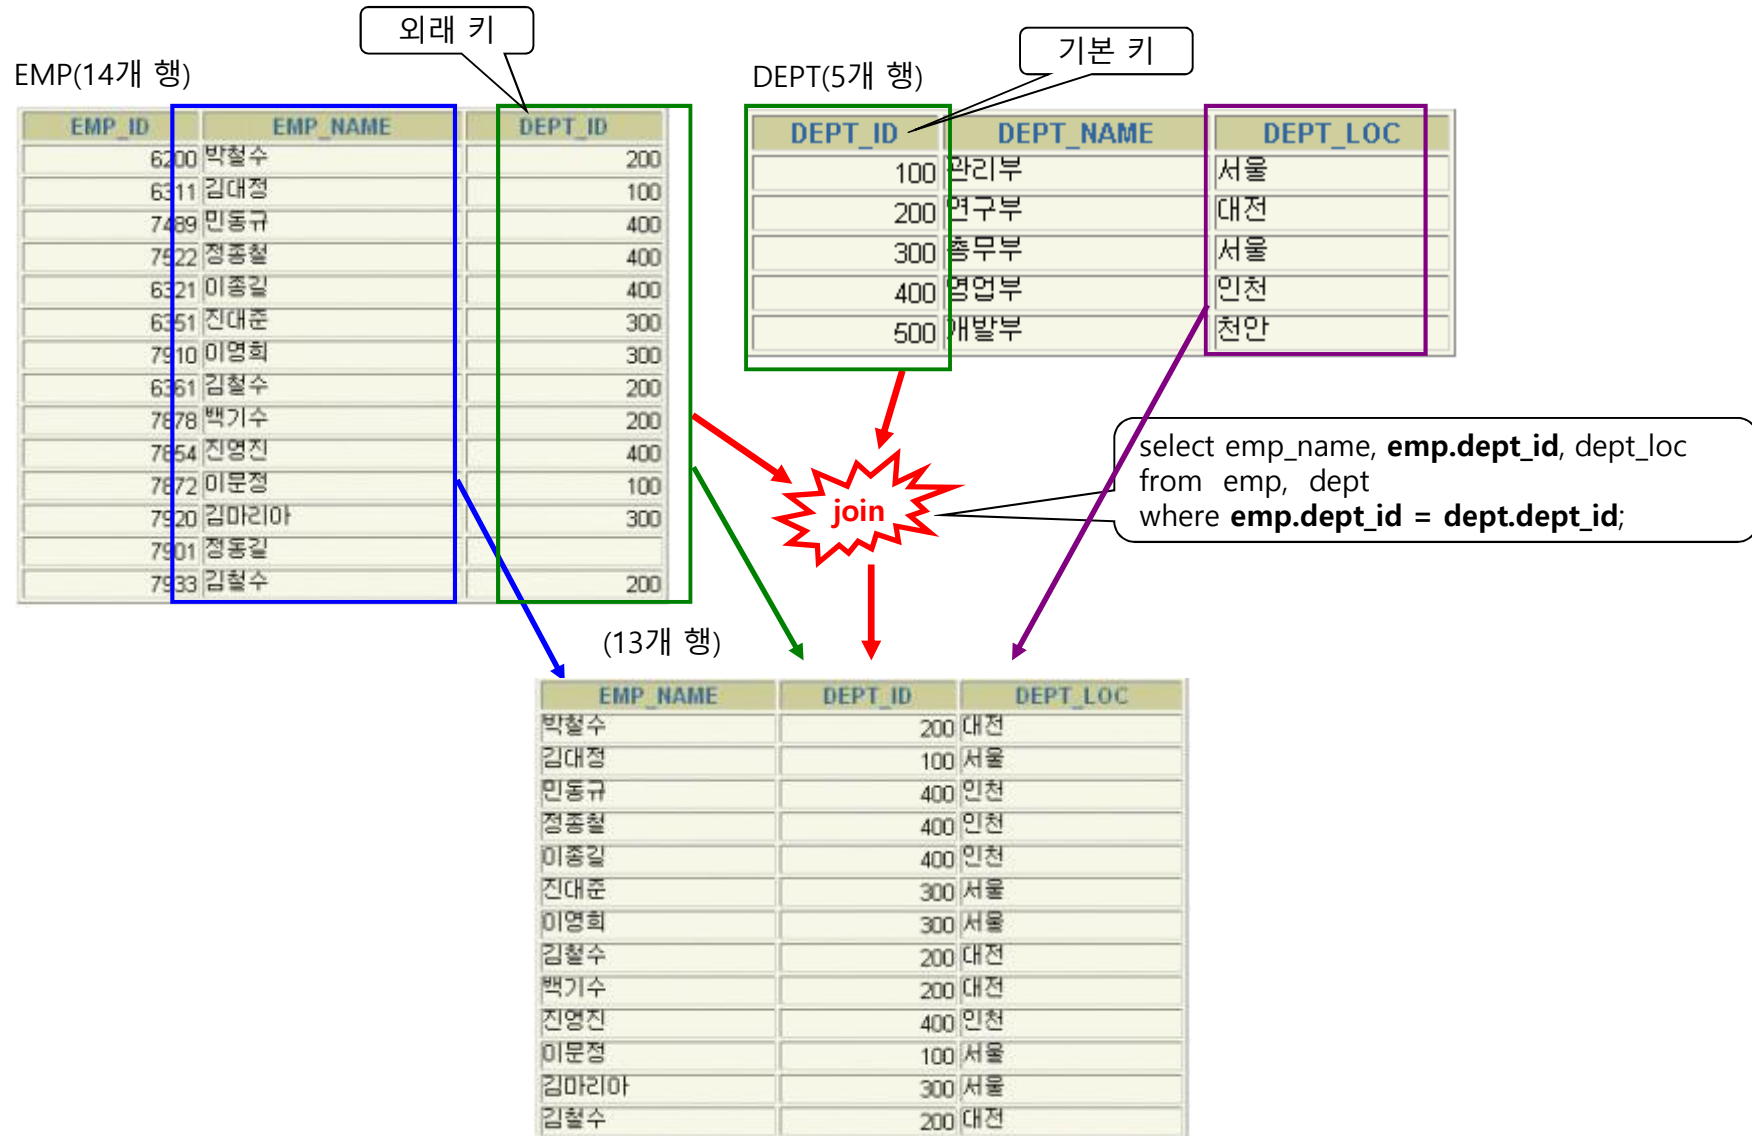 외래 키
기본 키
EMP(14개 행)
DEPT(5개 행)
EMP_ID EMP_NAME DEPT_ID
6200 박철수 200
6311 김대정 100
7489 민동규 400
7522 정종철 400
6321 이종길 400
6351 진대준 300
7910 이영희 300
6361 김철수 200
7878 백기수 200
7854 진영진 400
7872 이문정 100
7920 김마리아 300
7901 정동길
7933 김철수 200
DEPT_ID DEPT_NAME DEPT_LOC
100 관리부 서울
200 연구부 대전
300 총무부 서울
400 영업부 인천
500 개발부 천안
join
select emp_name, emp.dept_id, dept_loc
from emp, dept
where emp.dept_id = dept.dept_id;
(13개 행)
EMP_NAME DEPT_ID DEPT_LOC
박철수 200 대전
김대정 100 서울
민동규 400 인천
정종철 400 인천
이종길 400 인천
진대준 300 서울
이영희 300 서울
김철수 200 대전
백기수 200 대전
진영진 400 인천
이문정 100 서울
김마리아 300 서울
김철수 200 대전